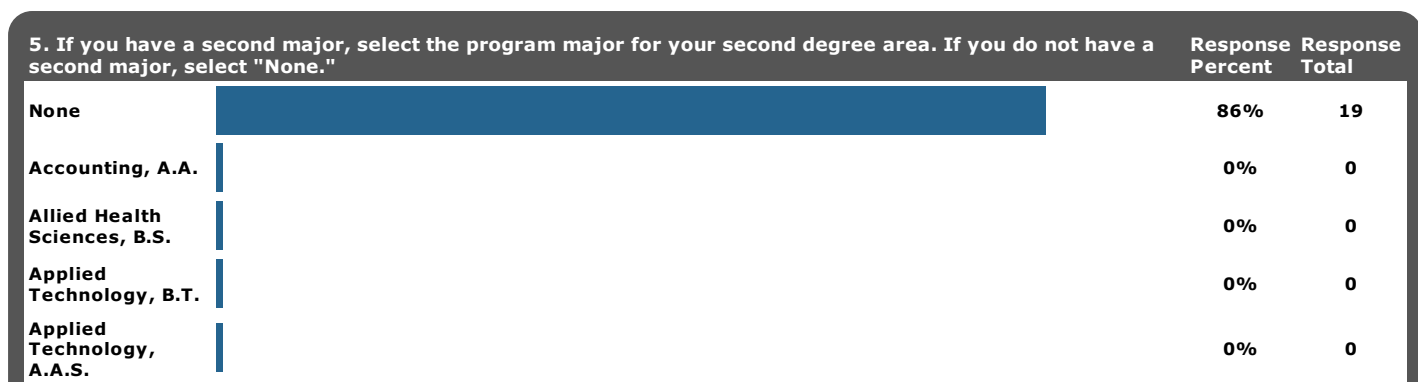 5. If you have a second major, select the program major for your second degree area. If you do not have a
second major, select "None."
Response Response
Percent Total
None 86% 19
Accounting, A.A. 0% 0
Allied Health
Sciences, B.S.
0% 0
Applied
Technology, B.T.
0% 0
Applied
Technology,
A.A.S.
0% 0